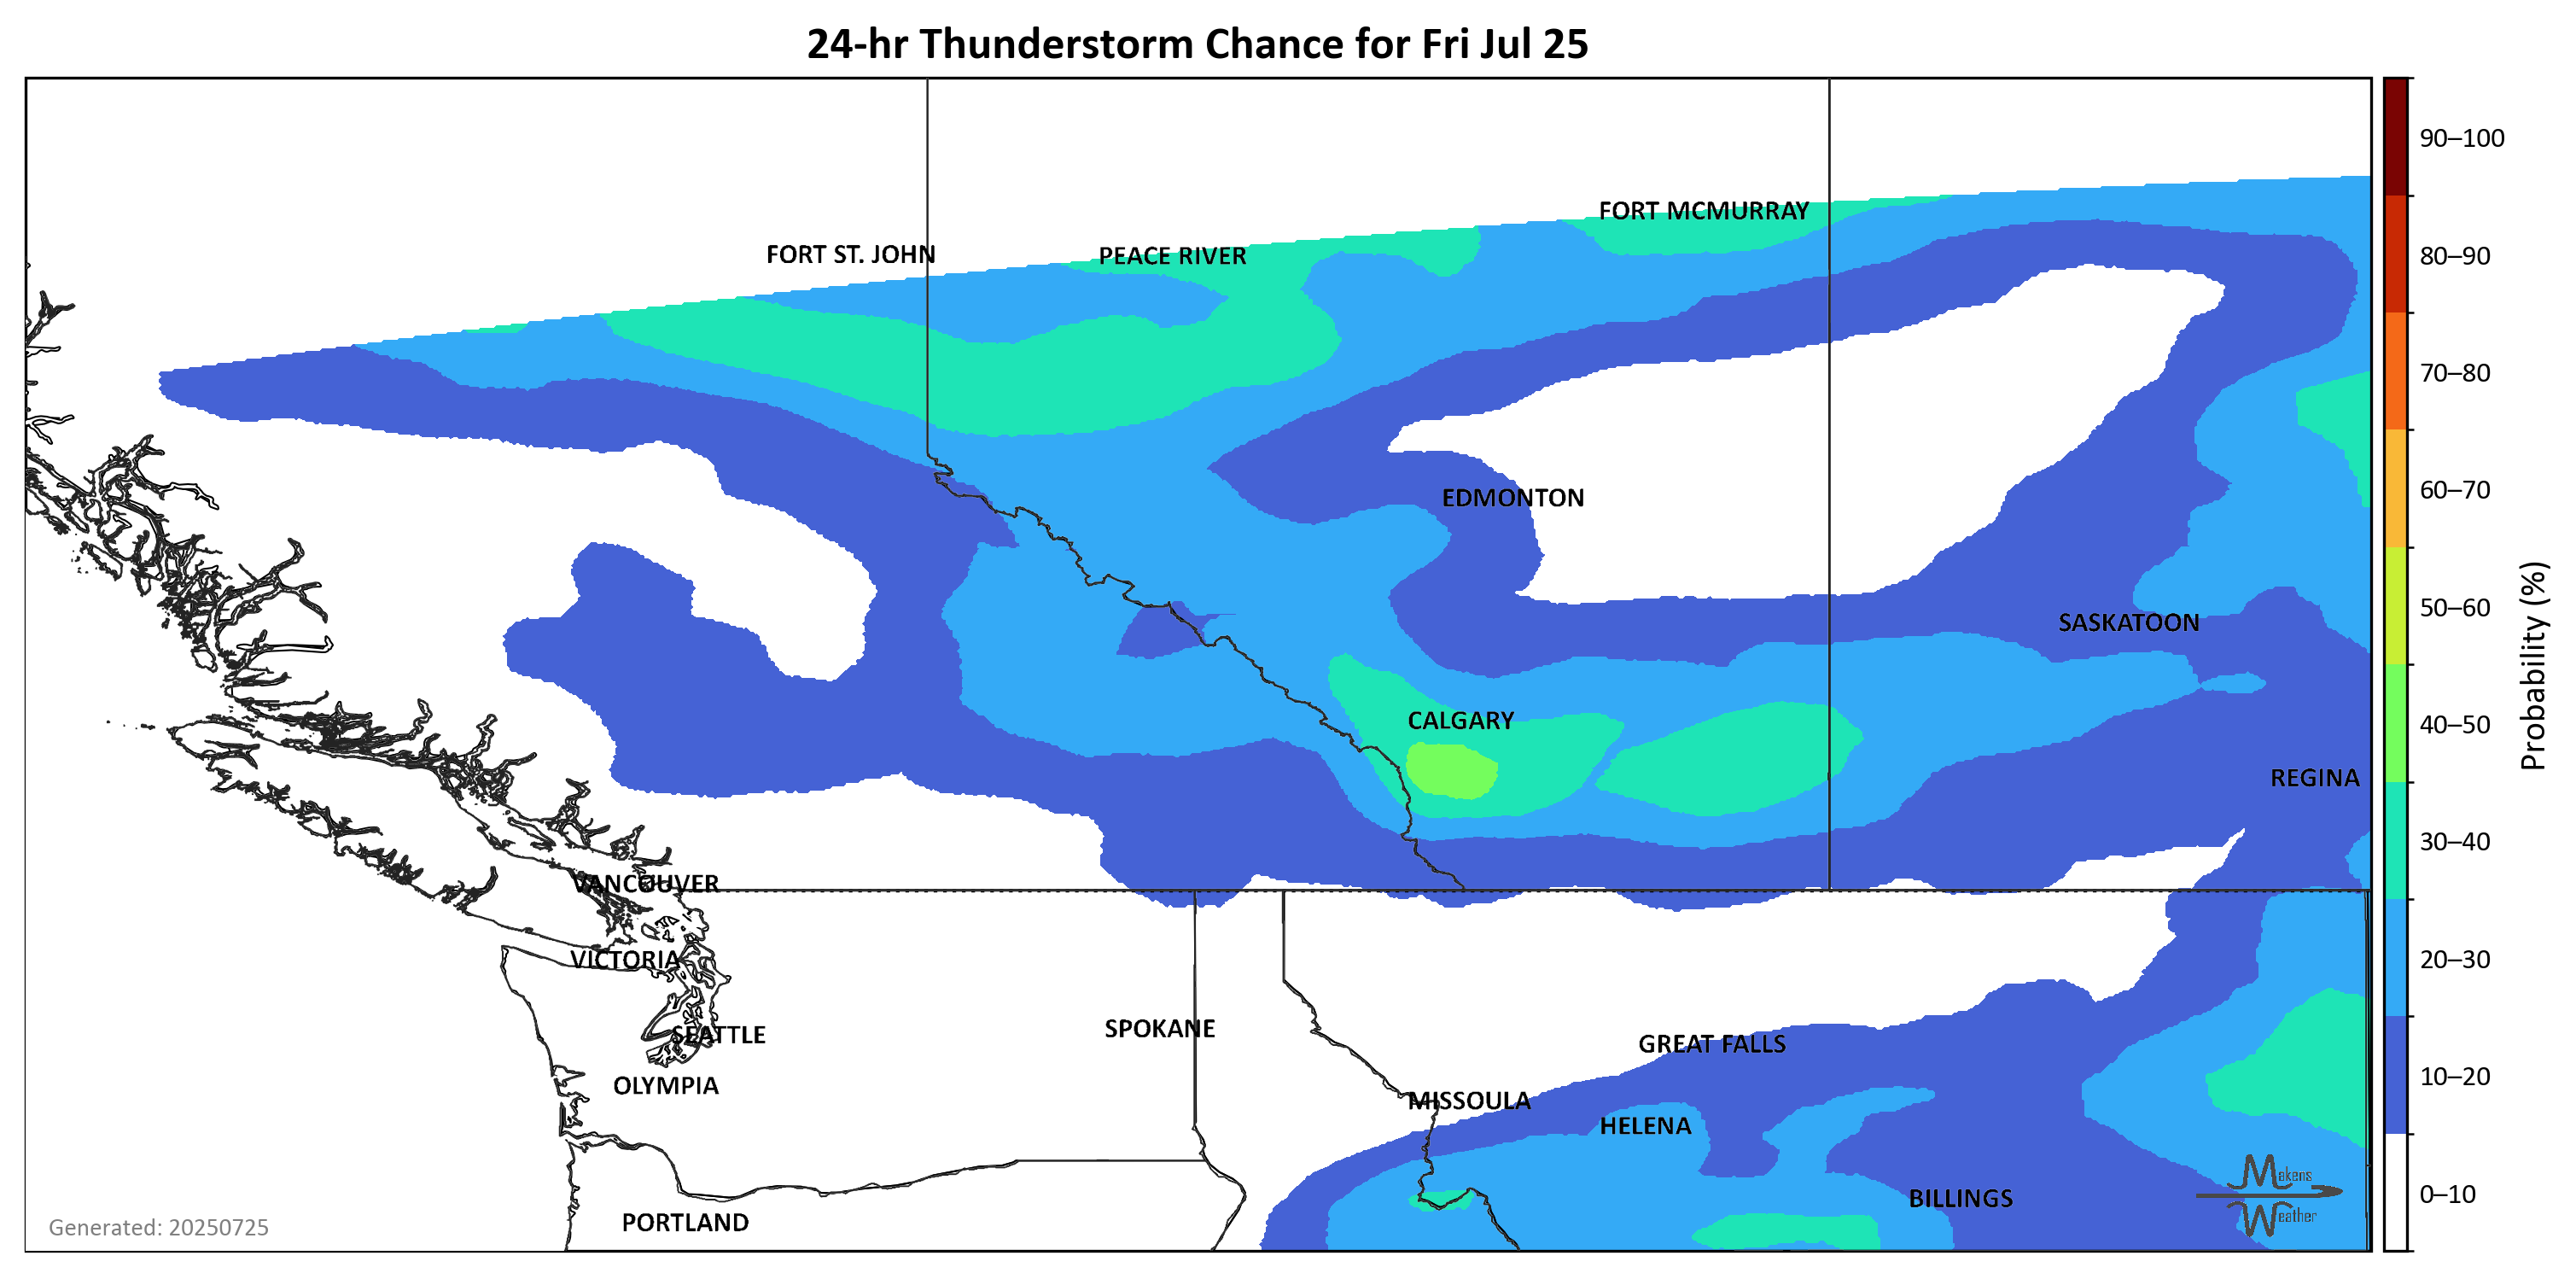 24-hr Thunderstorm Chance for Fri Jul 25
FORT MCMURRAY
FORT ST. JOHN
PEACE RIVER
EDMONTON
SASKATOON
CALGARY
REGINA
VANCOUVER
VICTORIA
SPOKANE
SEATTLE
GREAT FALLS
OLYMPIA
MISSOULA
HELENA
BILLINGS
PORTLAND
Makens
Weather
Generated: 20250725
90–100
80–90
70–80
60–70
50–60
40–50
30–40
20–30
10–20
0–10
Probability (%)